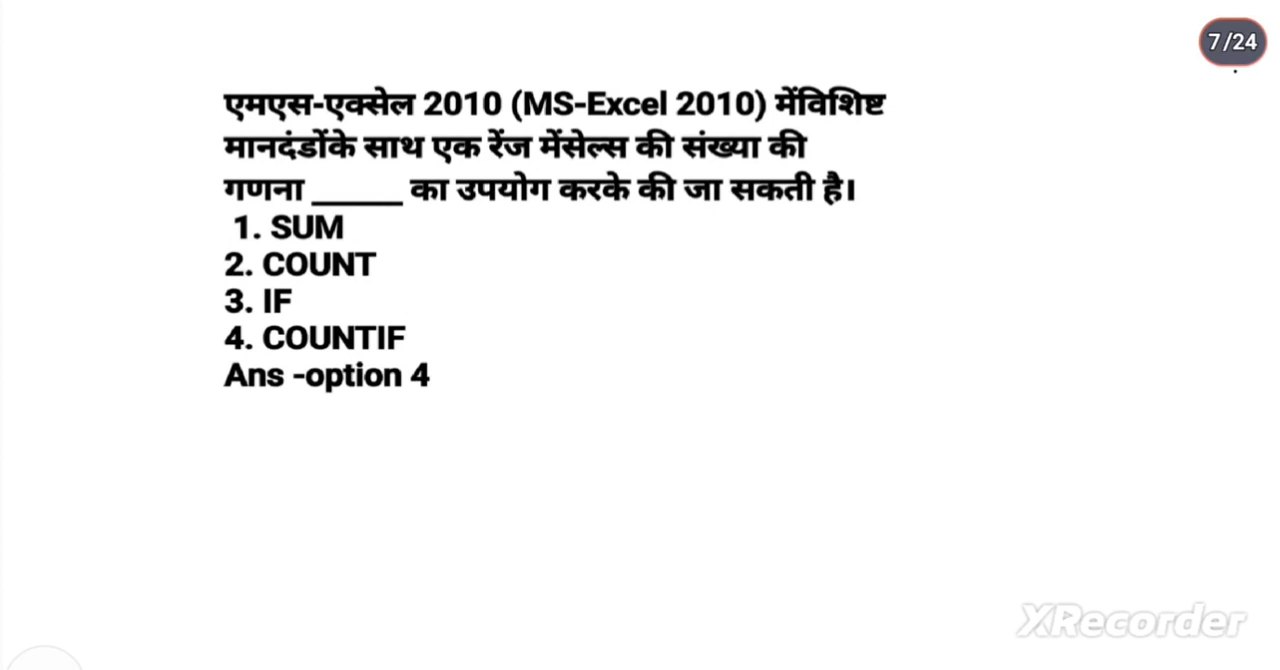 7/24
एमएस-एक्सेल 2010 (MS-Excel 2010) मेंविशिष्ट
मानदंडोंके साथ एक रेंज मेंसेल्स की संख्या की
गणना ______ का उपयोग करके की जा सकती है।
1. SUM
2. COUNT
3. IF
4. COUNTIF
Ans -option 4
XRecorder